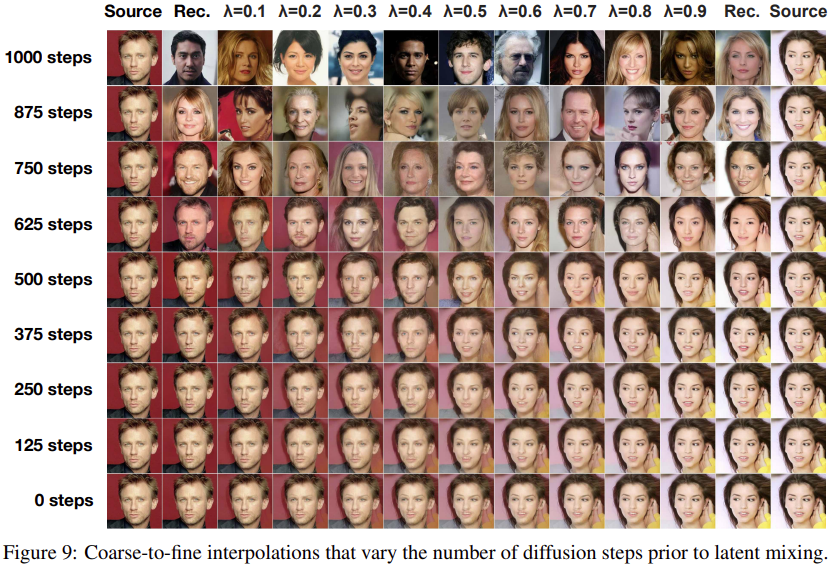 Source Rec. λ=0.1 λ=0.2 λ=0.3 λ=0.4 λ=0.5 λ=0.6 λ=0.7 λ=0.8 λ=0.9 Rec. Source
1000 steps
875 steps
750 steps
625 steps
500 steps
375 steps
250 steps
125 steps
0 steps
Figure 9: Coarse-to-fine interpolations that vary the number of diffusion steps prior to latent mixing.